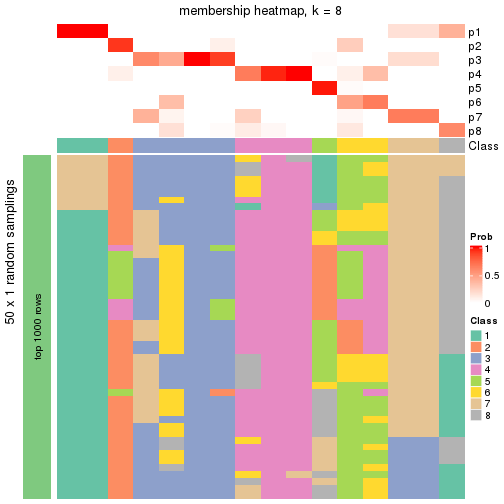 membership heatmap, k = 8
p1
p2
p3
p4
p5
p6
p7
p8
Class
50 x 1 random samplings
top 1000 rows
Prob
1
0.5
0
Class
1
2
3
4
5
6
7
8